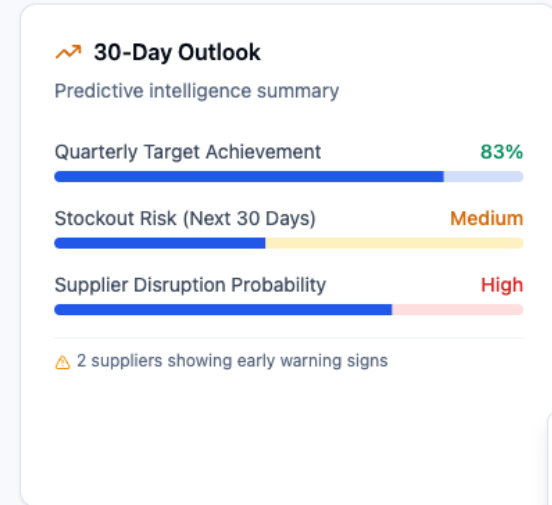 30-Day Outlook
Predictive intelligence summary
Quarterly Target Achievement 83%
Stockout Risk (Next 30 Days) Medium
Supplier Disruption Probability High
2 suppliers showing early warning signs